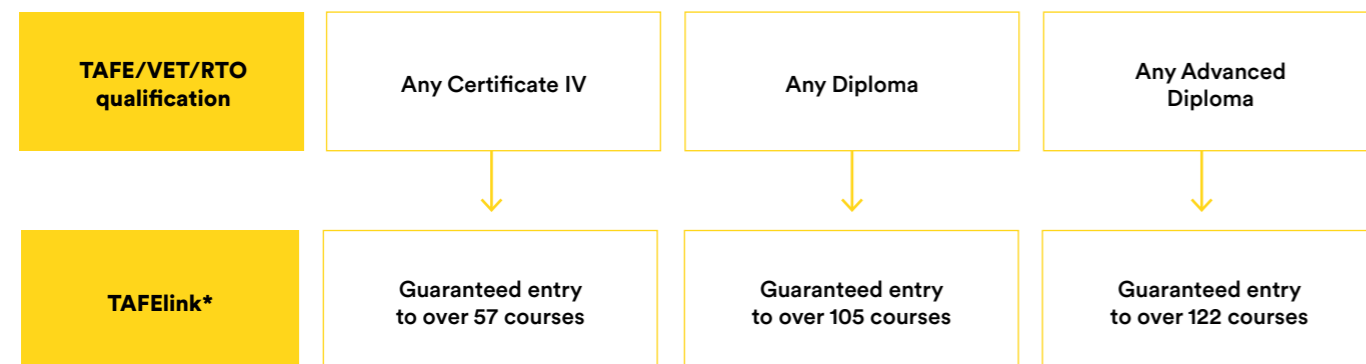 TAFE/VET/RTO
qualification
Any Certificate IV
Any Diploma
Any Advanced
Diploma
TAFElink*
Guaranteed entry
to over 57 courses
Guaranteed entry
to over 105 courses
Guaranteed entry
to over 122 courses